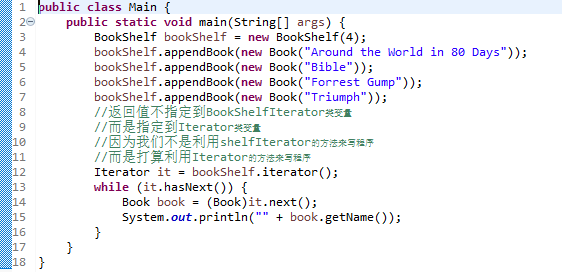 1 public class Main {
2 public static void main(String[] args) {
3 BookShelf bookShelf = new BookShelf(4);
4 bookShelf.appendBook(new Book("Around the World in 80 Days"));
5 bookShelf.appendBook(new Book("Bible"));
6 bookShelf.appendBook(new Book("Forrest Gump"));
7 bookShelf.appendBook(new Book("Triumph"));
8 //返回值不指定到BookShelfIterator类变量
9 //而是指定到Iterator类变量
10 //因为我们不是利用shelfIterator的方法来写程序
11 //而是打算利用Iterator的方法来写程序
12 Iterator it = bookShelf.iterator();
13 while (it.hasNext()) {
14 Book book = (Book)it.next();
15 System.out.println("" + book.getName());
16 }
17 }
18 }